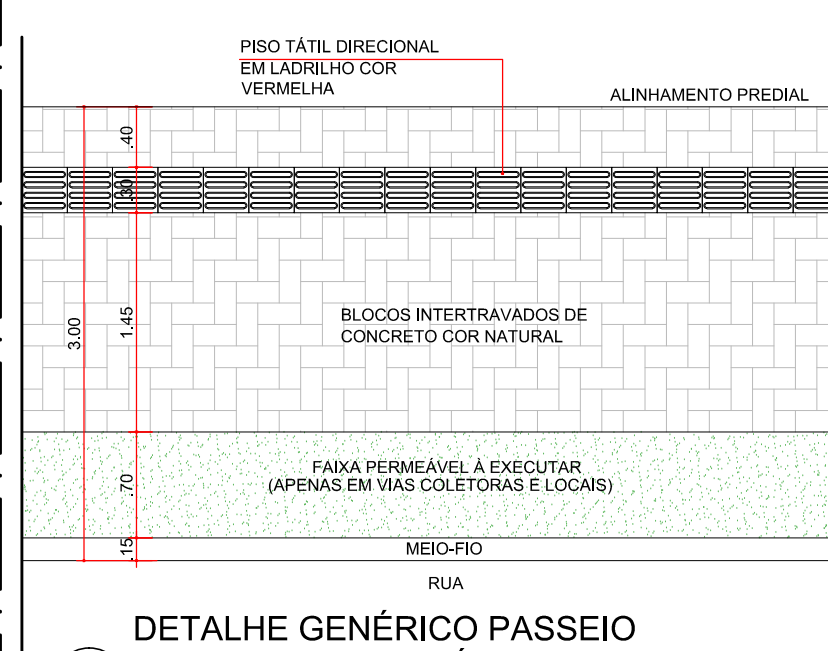 PISO TÁTIL DIRECIONAL
EM LADRILHO COR
VERMELHA
ALINHAMENTO PREDIAL
.40
.30
3.00
1.45
BLOCOS INTERTRAVADOS DE
CONCRETO COR NATURAL
.70
FAIXA PERMEÁVEL À EXECUTAR
(APENAS EM VIAS COLETORAS E LOCAIS)
.15
MEIO-FIO
RUA
DETALHE GENÉRICO PASSEIO